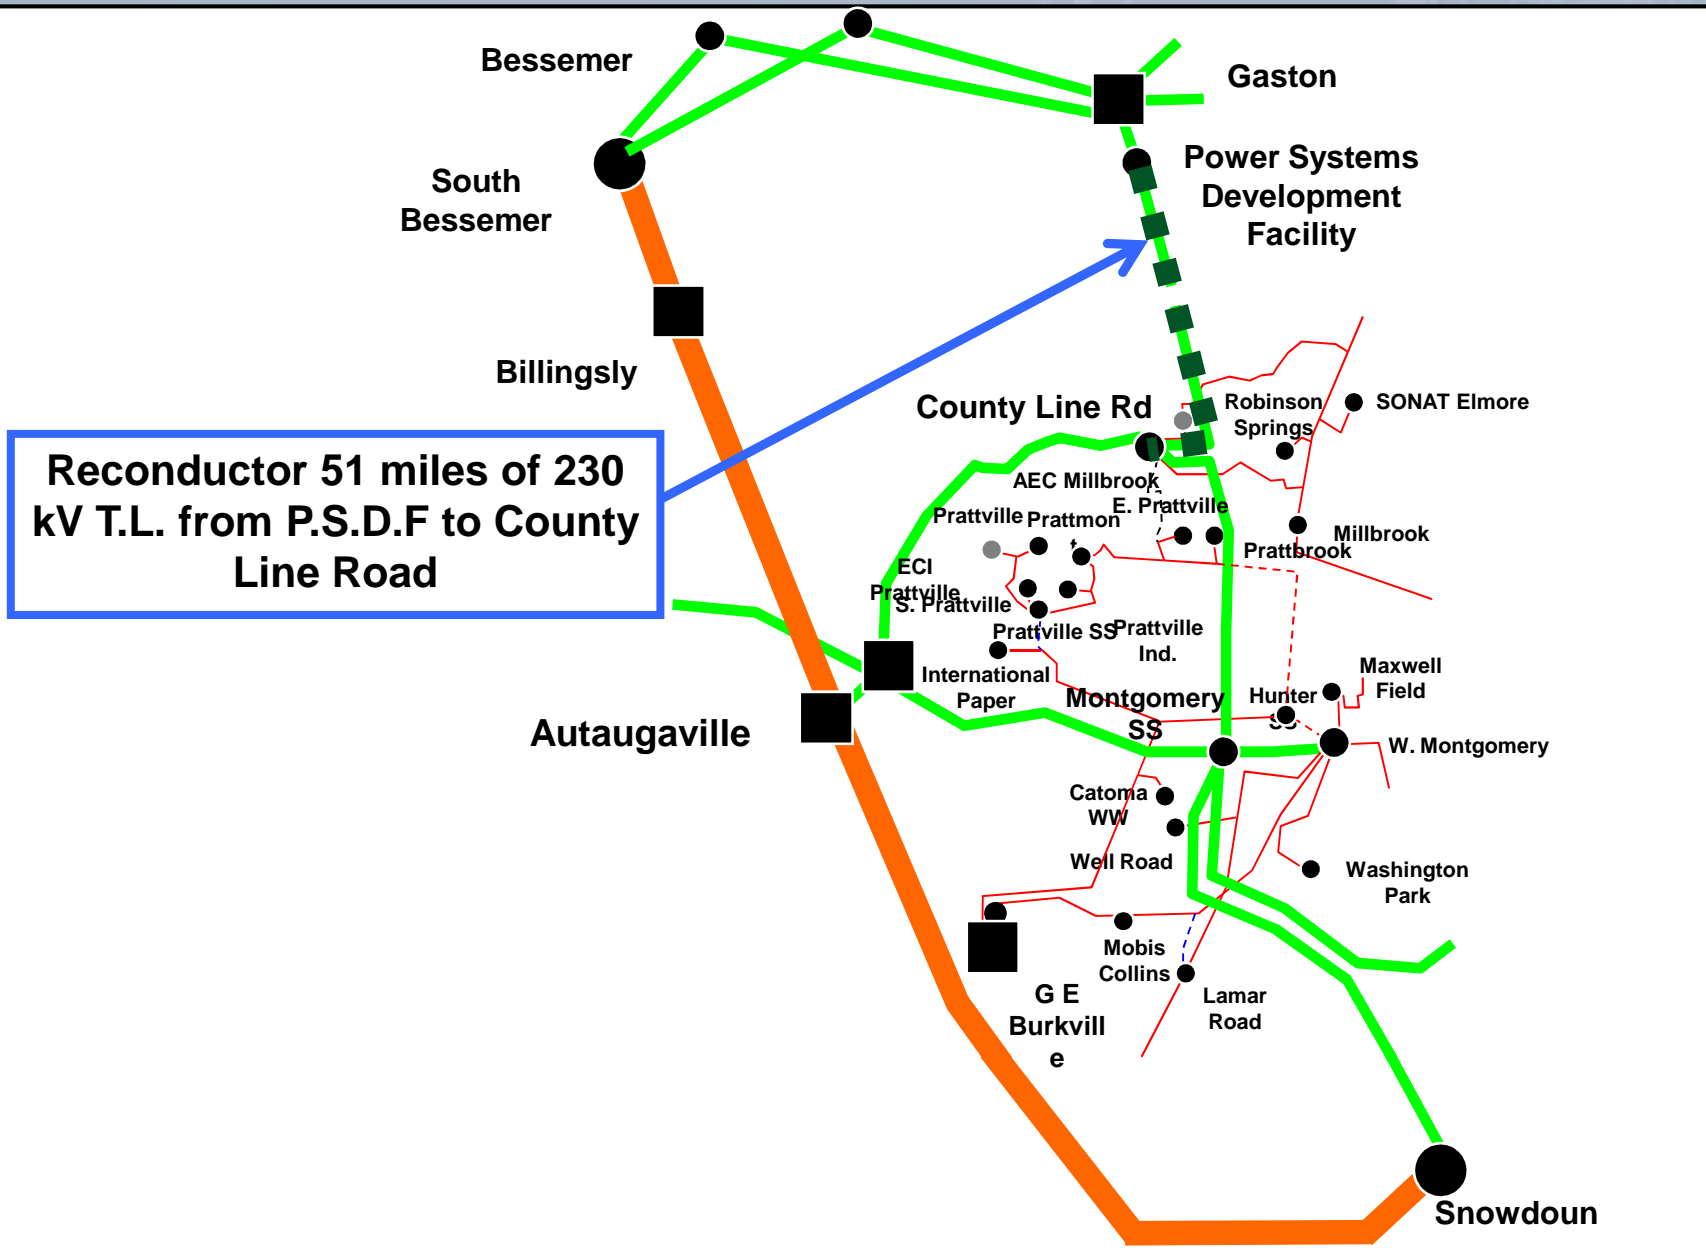 Bessemer
Gaston
Power Systems
Development
Facility
South
Bessemer
Billingsly
County Line Rd
Robinson
Springs
SONAT Elmore
Reconductor 51 miles of 230
kV T.L. from P.S.D.F to County
Line Road
AEC Millbrook
E. Prattville
Prattville
Prattmont
Millbrook
Prattbrook
ECI
Prattville
S. Prattville
Prattville SS
Prattville
Ind.
International
Paper
Maxwell
Field
Montgomery
SS
Hunter
SS
Autaugaville
W. Montgomery
Catoma
WW
Well Road
Washington
Park
Mobis
Collins
G E
Burkvill
e
Lamar
Road
Snowdoun